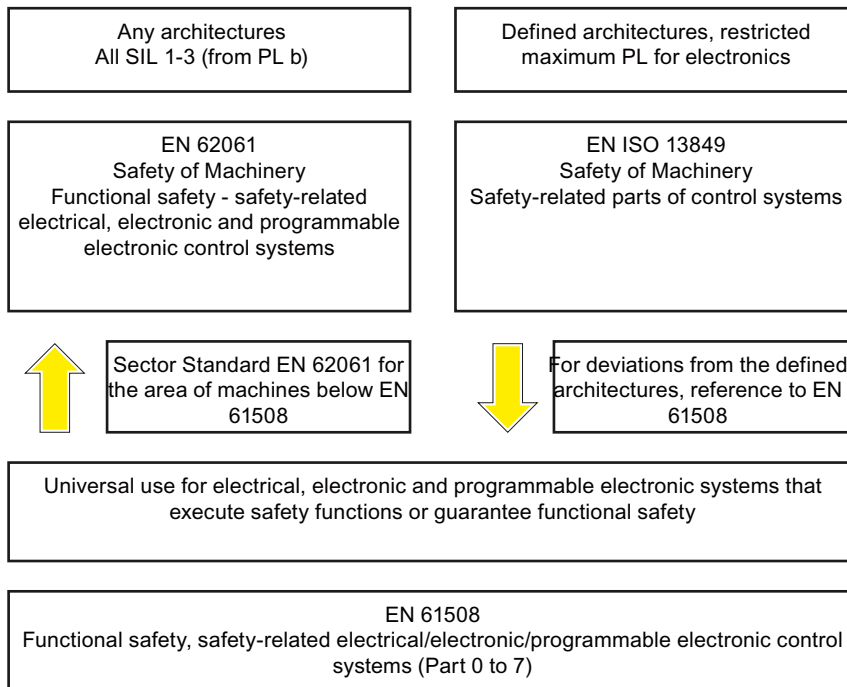 Any architectures
All SIL 1-3 (from PL b)
Defined architectures, restricted
maximum PL for electronics
EN 62061
Safety of Machinery
Functional safety - safety-related
electrical, electronic and programmable
electronic control systems
EN ISO 13849
Safety of Machinery
Safety-related parts of control systems
Sector Standard EN 62061 for
the area of machines below EN
61508
For deviations from the defined
architectures, reference to EN
61508
Universal use for electrical, electronic and programmable electronic systems that
execute safety functions or guarantee functional safety
EN 61508
Functional safety, safety-related electrical/electronic/programmable electronic control
systems (Part 0 to 7)